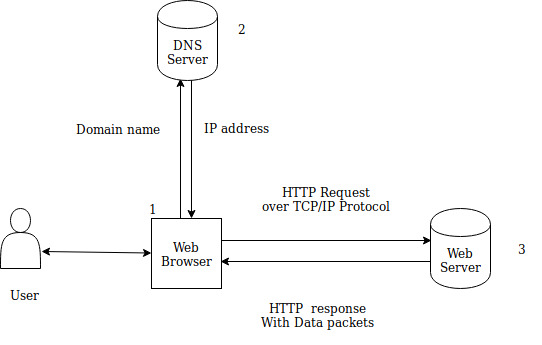 DNS
Server
2
Domain name
IP address
HTTP Request
over TCP/IP Protocol
1
Web
Browser
Web
Server
3
User
HTTP response
With Data packets